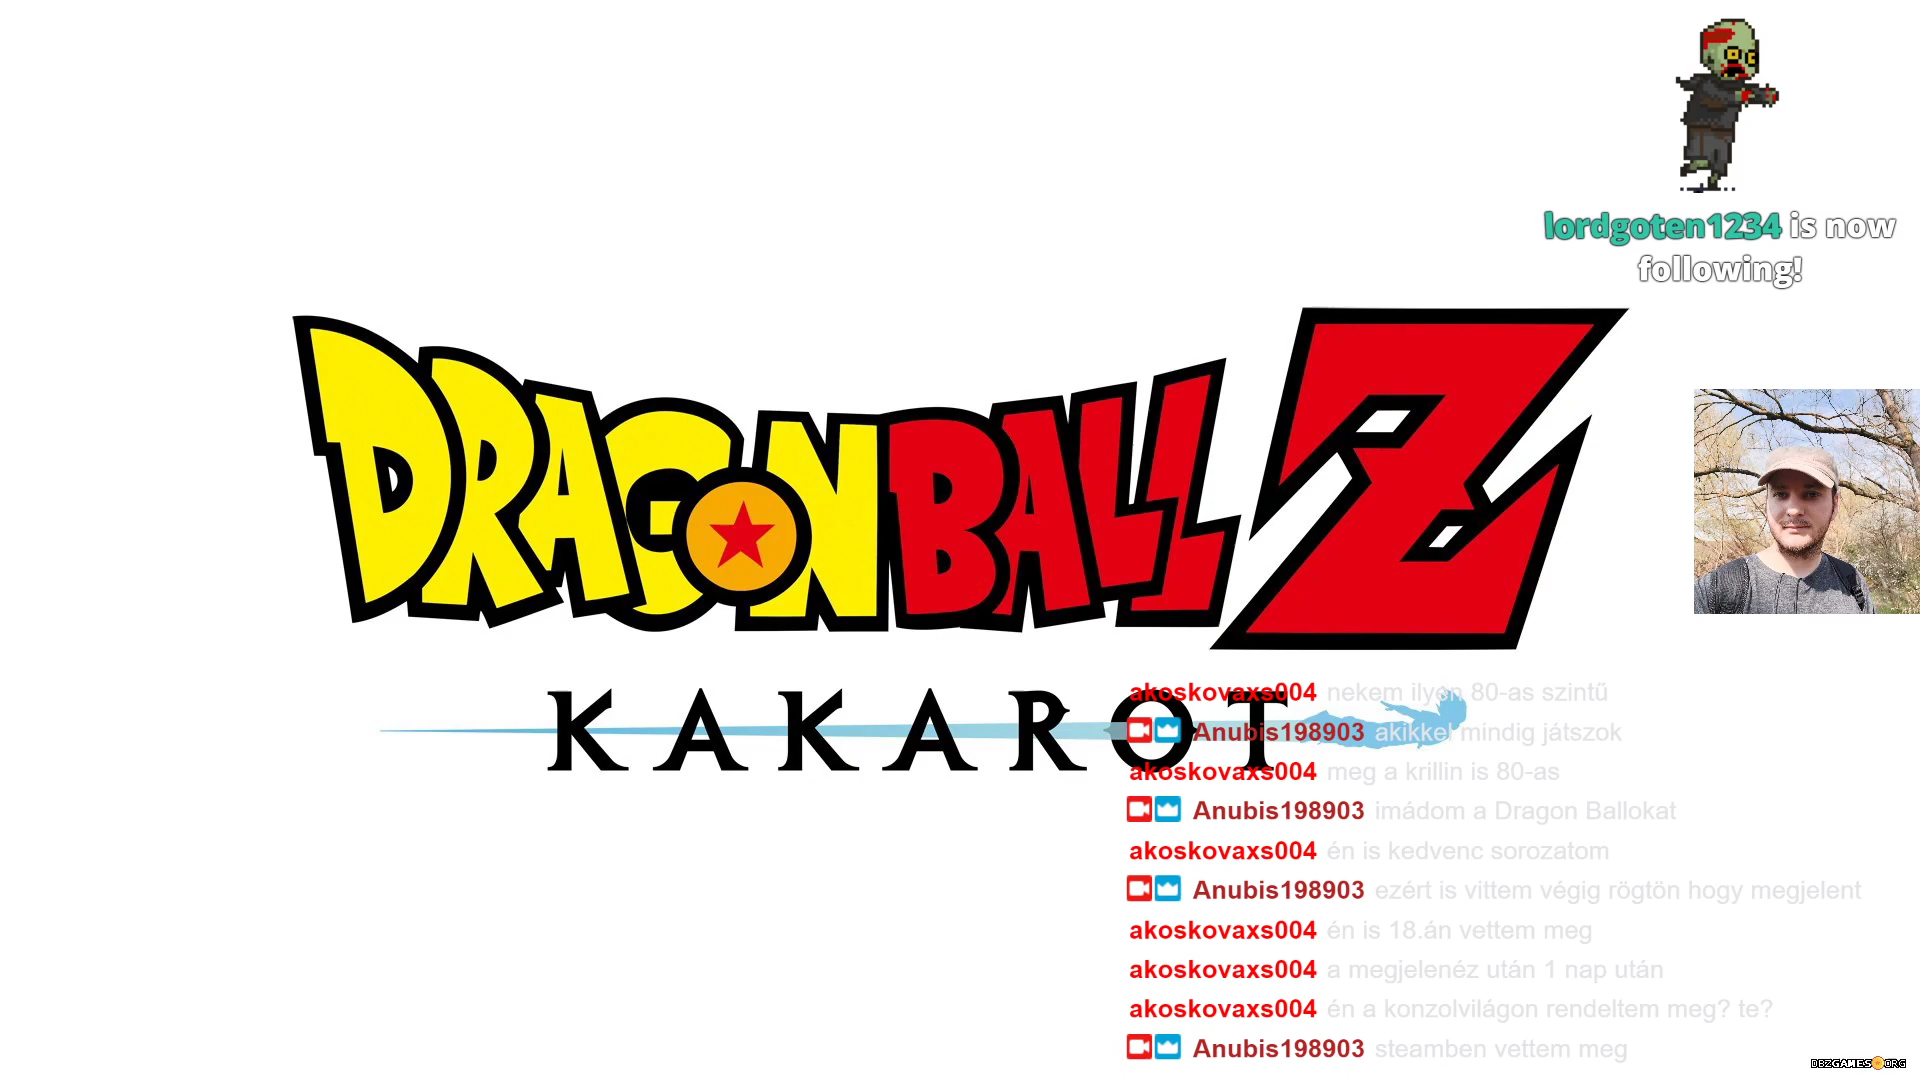 lordgoten1234 is now
following!
DRAGON BALL Z
KAKAROT
akoskovaxs004 nekem ilyen 80-as szintű
Anubis198903 akikkel mindig játszok
akoskovaxs004 meg a krillin is 80-as
Anubis198903 imádom a Dragon Ballokat
akoskovaxs004 én is kedvenc sorozatom
Anubis198903 ezért is vittem végig rögtön hogy megjelent
akoskovaxs004 én is 18.án vettem meg
akoskovaxs004 a megjelenéz után 1 nap után
akoskovaxs004 én a konzolvilágon rendeltem meg? te?
Anubis198903 steamben vettem meg
DBZGAMES ORG